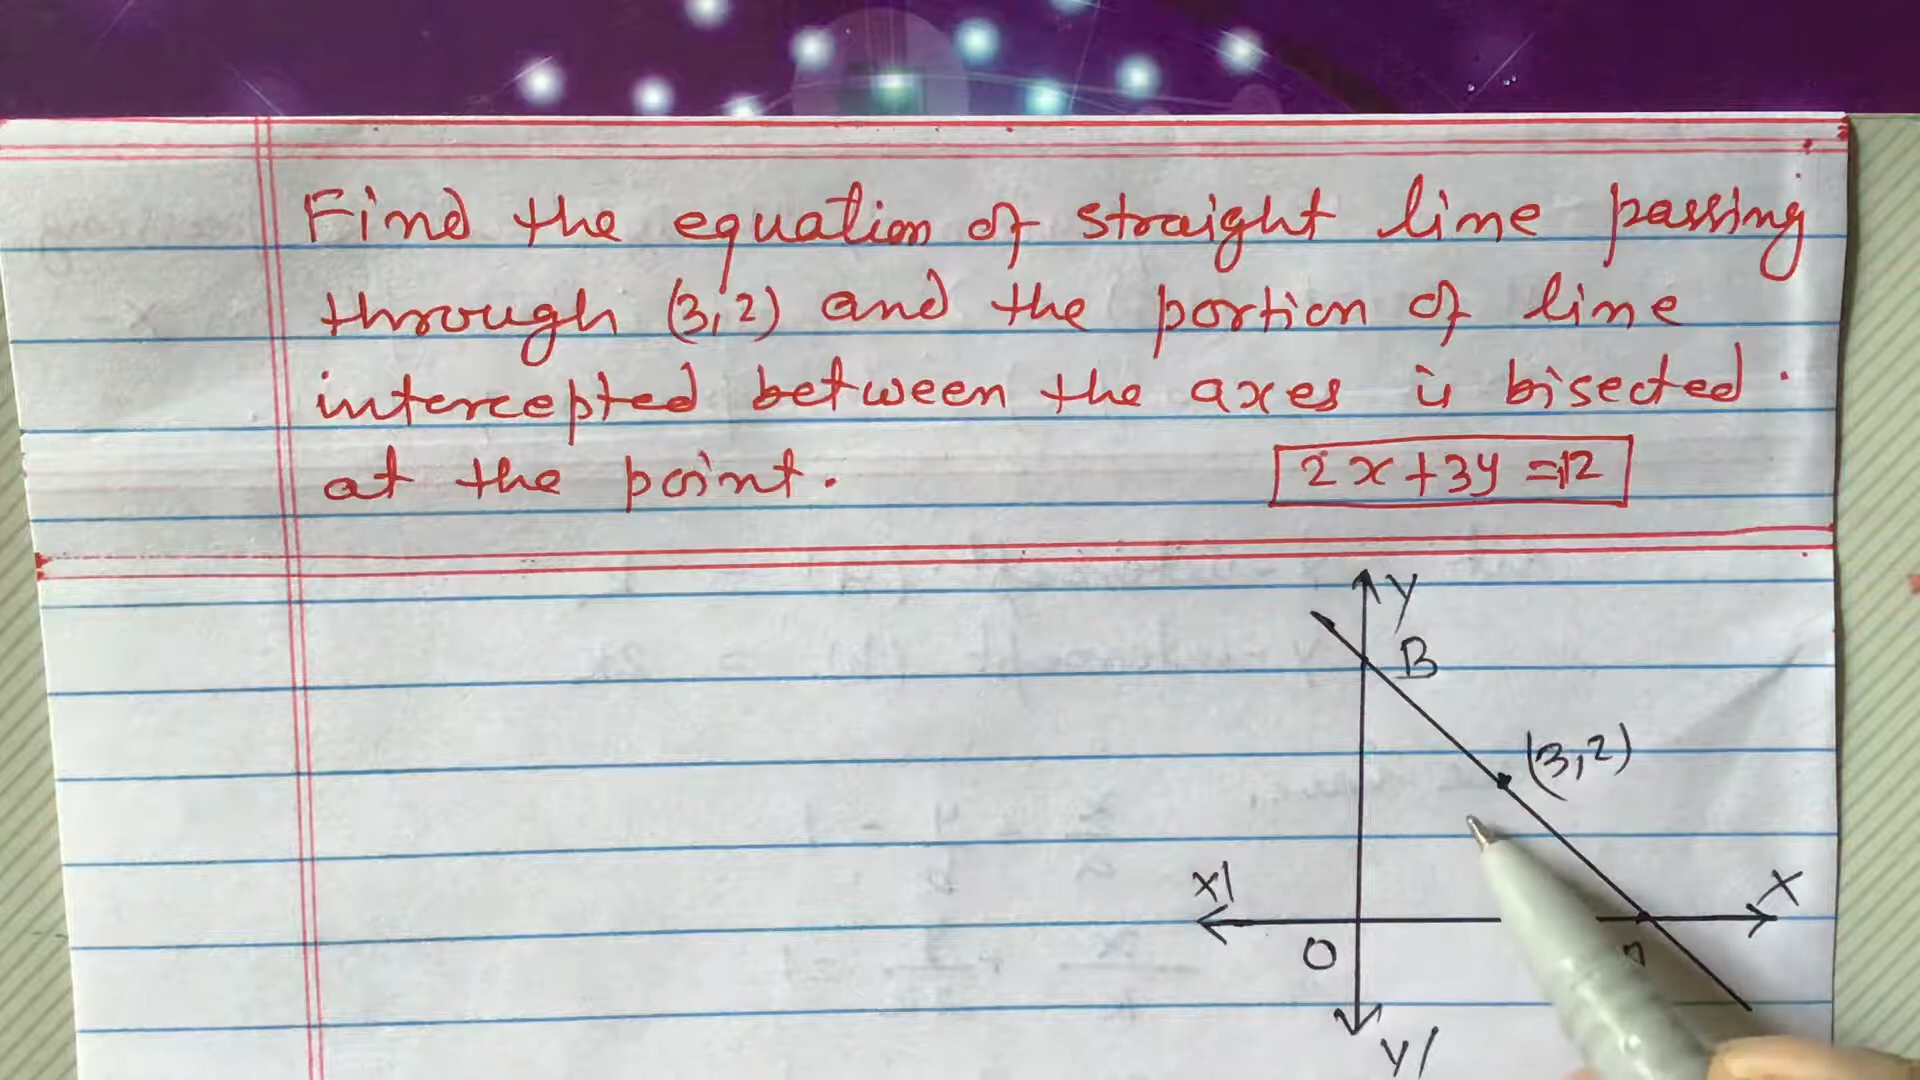 Find the equation of straight line passing
through (3,2) and the portion of line
intercepted between the axes is bisected
at the point.
2x+3y=12
Y
B
(3,2)
X'
X
O
Y'